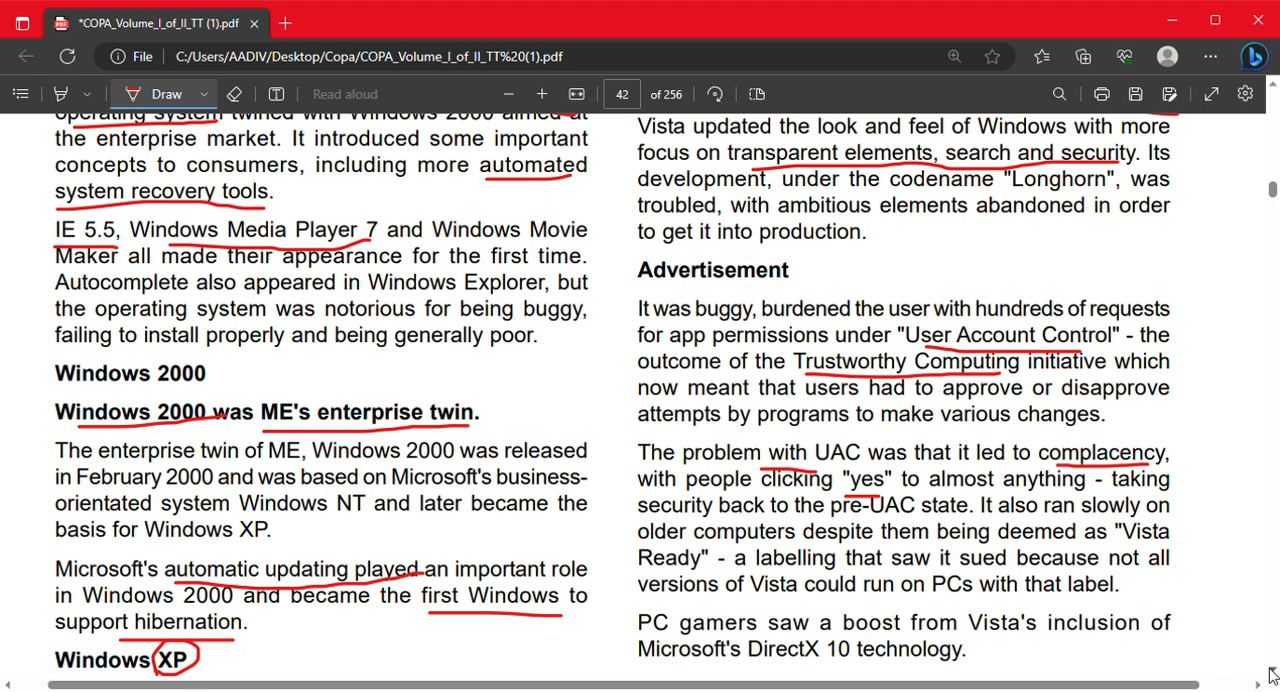 *COPA_Volume_I_of_II_TT (1).pdf
File C:/Users/AADIV/Desktop/Copa/COPA_Volume_I_of_II_TT%20(1).pdf
Draw Read aloud 42 of 256
operating system twined with Windows 2000 aimed at
the enterprise market. It introduced some important
concepts to consumers, including more automated
system recovery tools.
IE 5.5, Windows Media Player 7 and Windows Movie
Maker all made their appearance for the first time.
Autocomplete also appeared in Windows Explorer, but
the operating system was notorious for being buggy,
failing to install properly and being generally poor.
Windows 2000
Windows 2000 was ME's enterprise twin.
The enterprise twin of ME, Windows 2000 was released
in February 2000 and was based on Microsoft's business-
orientated system Windows NT and later became the
basis for Windows XP.
Microsoft's automatic updating played an important role
in Windows 2000 and became the first Windows to
support hibernation.
Windows XP
Vista updated the look and feel of Windows with more
focus on transparent elements, search and security. Its
development, under the codename "Longhorn", was
troubled, with ambitious elements abandoned in order
to get it into production.
Advertisement
It was buggy, burdened the user with hundreds of requests
for app permissions under "User Account Control" - the
outcome of the Trustworthy Computing initiative which
now meant that users had to approve or disapprove
attempts by programs to make various changes.
The problem with UAC was that it led to complacency,
with people clicking "yes" to almost anything - taking
security back to the pre-UAC state. It also ran slowly on
older computers despite them being deemed as "Vista
Ready" - a labelling that saw it sued because not all
versions of Vista could run on PCs with that label.
PC gamers saw a boost from Vista's inclusion of
Microsoft's DirectX 10 technology.